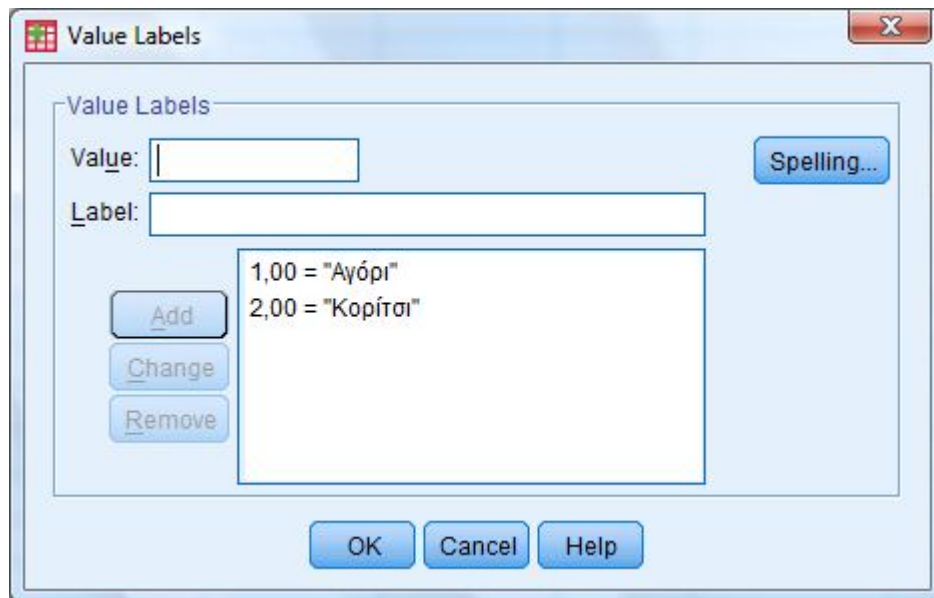 Value Labels
Value Labels
Value:
Spelling...
Label:
1,00 = "Αγόρι"
2,00 = "Κορίτσι"
Add
Change
Remove
OK Cancel Help